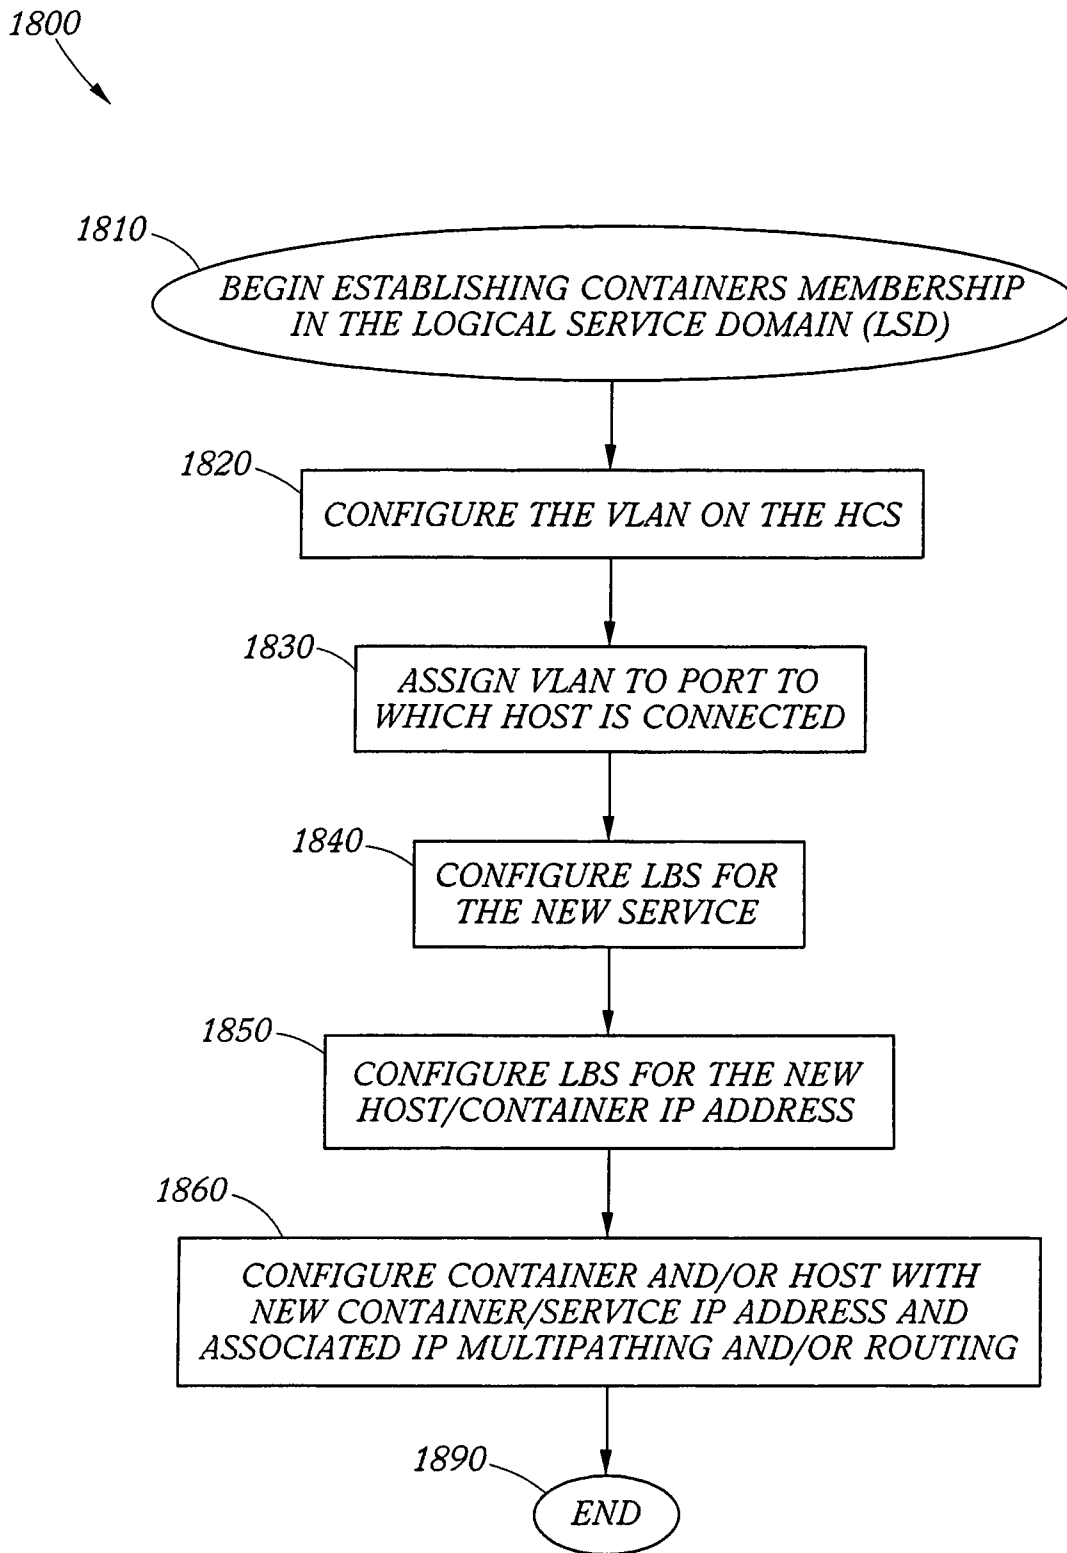 1800
1810
BEGIN ESTABLISHING CONTAINERS MEMBERSHIP
IN THE LOGICAL SERVICE DOMAIN (LSD)
1820
CONFIGURE THE VLAN ON THE HCS
1830
ASSIGN VLAN TO PORT TO
WHICH HOST IS CONNECTED
1840
CONFIGURE LBS FOR
THE NEW SERVICE
1850
CONFIGURE LBS FOR THE NEW
HOST/CONTAINER IP ADDRESS
1860
CONFIGURE CONTAINER AND/OR HOST WITH
NEW CONTAINER/SERVICE IP ADDRESS AND
ASSOCIATED IP MULTIPATHING AND/OR ROUTING
1890
END